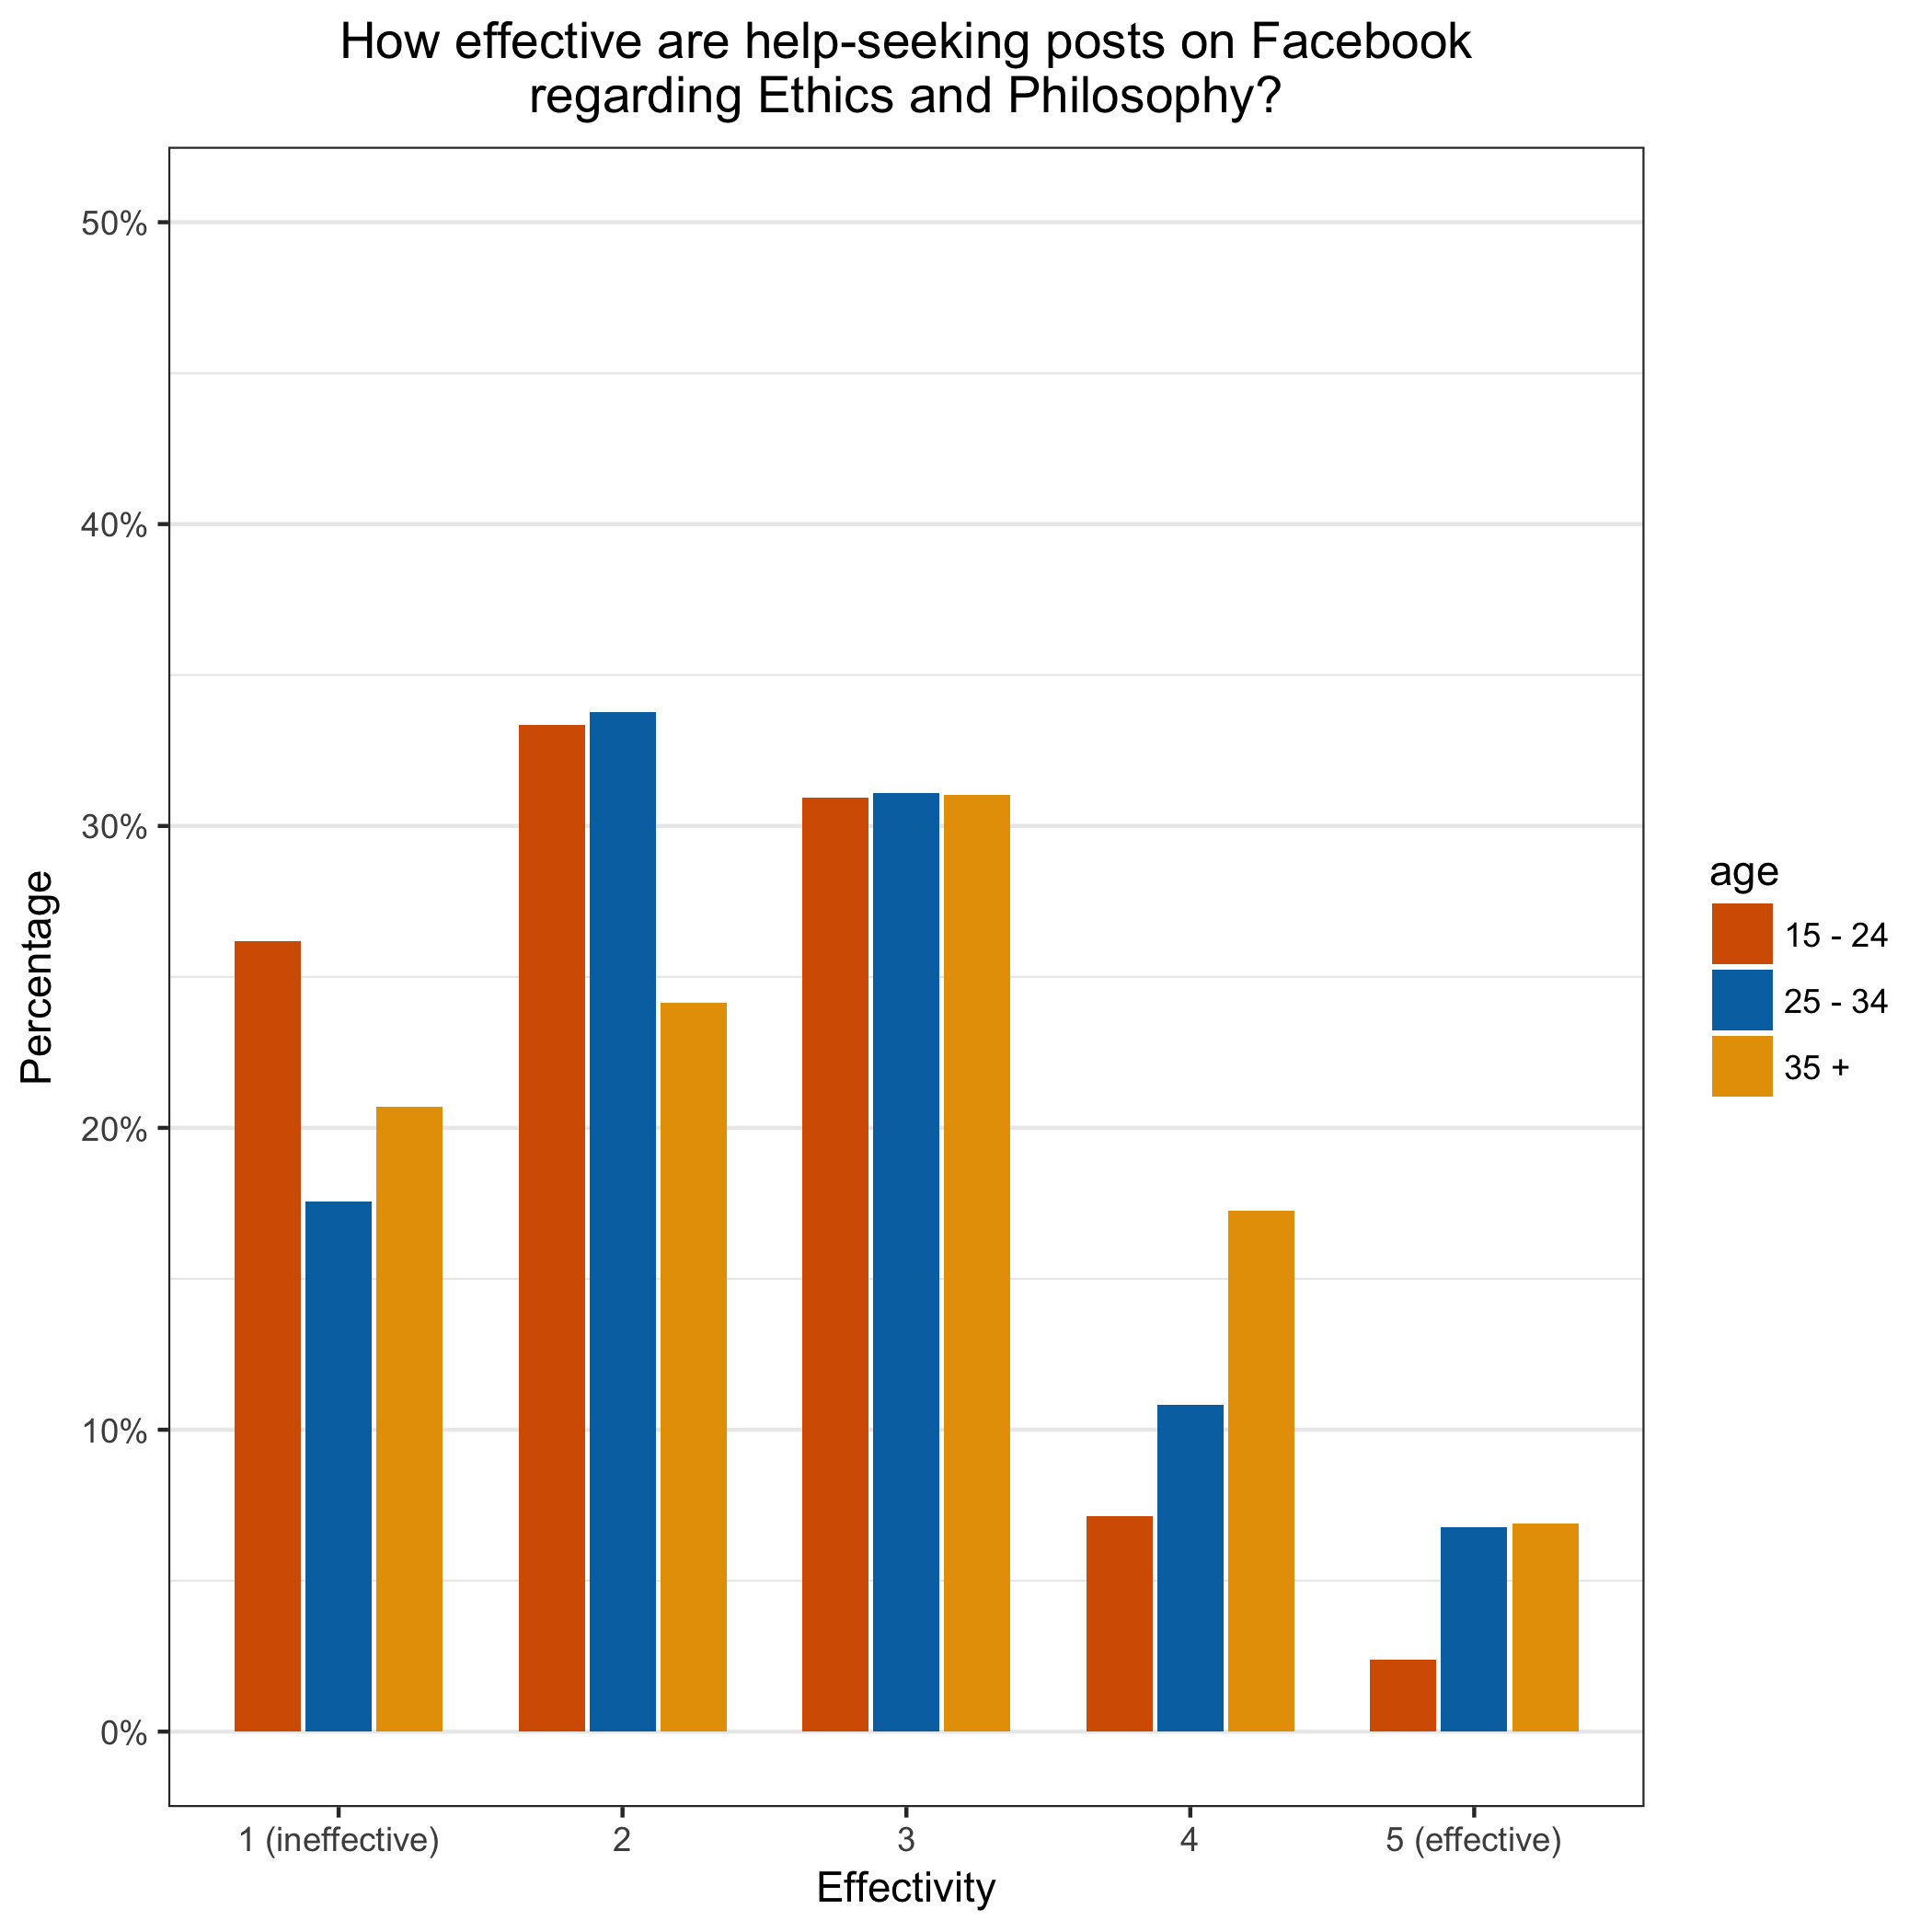 How effective are help-seeking posts on Facebook
regarding Ethics and Philosophy?
Percentage
50%
40%
30%
20%
10%
0%
1 (ineffective)
2
3
4
5 (effective)
Effectivity
age
15 - 24
25 - 34
35 +